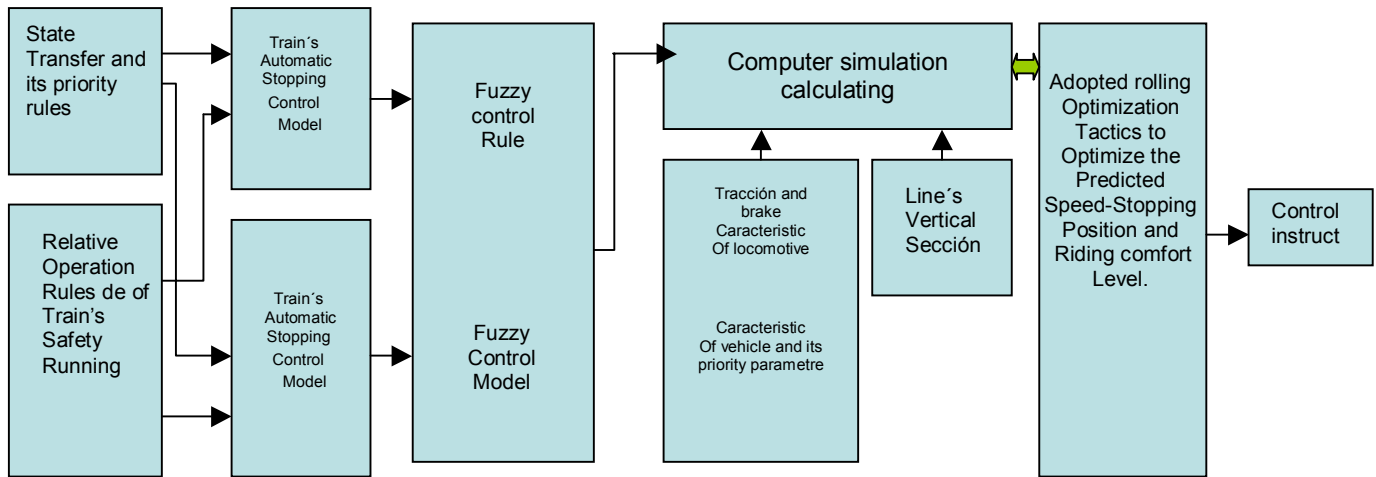 State
Transfer and
its priority
rules
Relative
Operation
Rules de of
Train’s
Safety
Running
Train´s
Automatic
Stopping
Control
Model
Train´s
Automatic
Stopping
Control
Model
Fuzzy
control
Rule
Fuzzy
Control
Model
Computer simulation
calculating
Tracción and
brake
Caracteristic
Of locomotive
Caracteristic
Of vehicle and its
priority parametre
Line´s
Vertical
Sección
Adopted rolling
Optimization
Tactics to
Optimize the
Predicted
Speed-Stopping
Position and
Riding comfort
Level.
Control
instruct